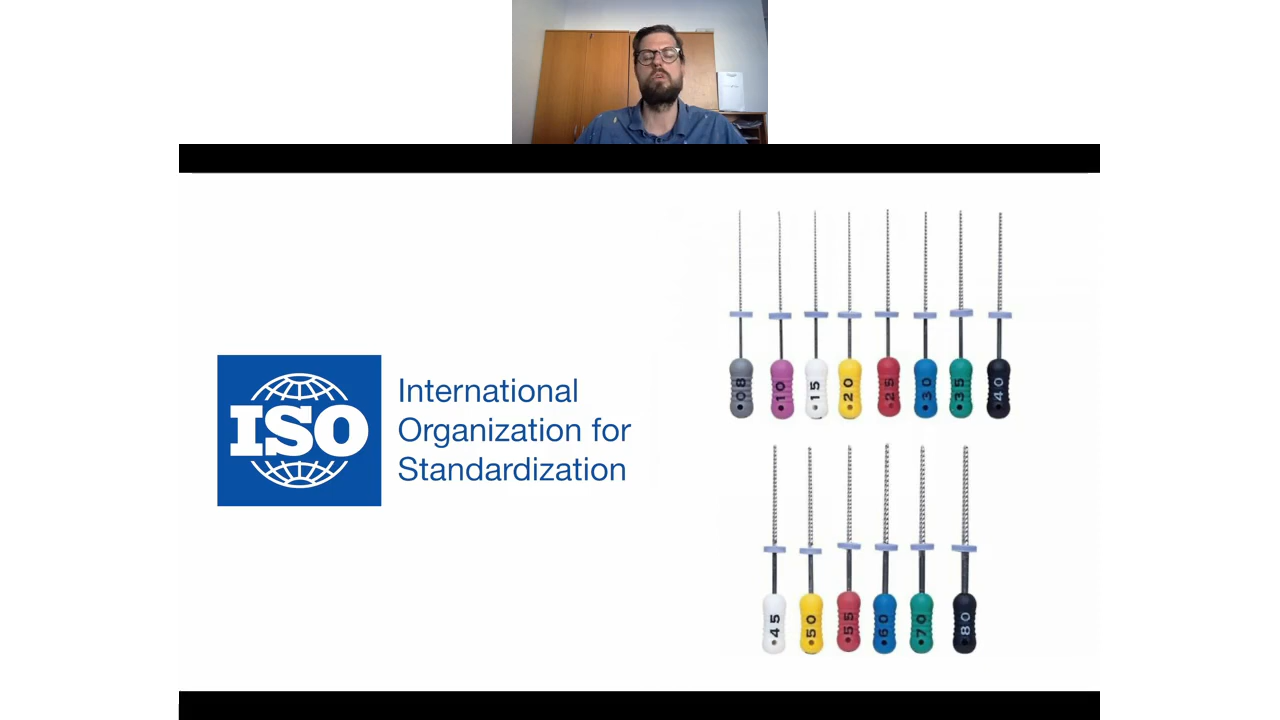 ISO
International
Organization for
Standardization
08 10 15 20 25 30 35 40
45 50 55 60 70 80